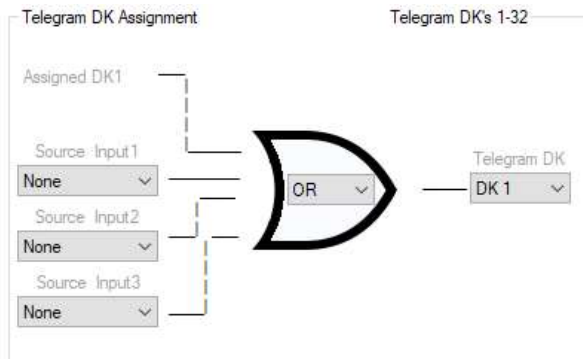 Telegram DK Assignment
Telegram DK's 1-32
Assigned DK1
Source Input1
None
OR
Telegram DK
DK 1
Source Input2
None
Source Input3
None